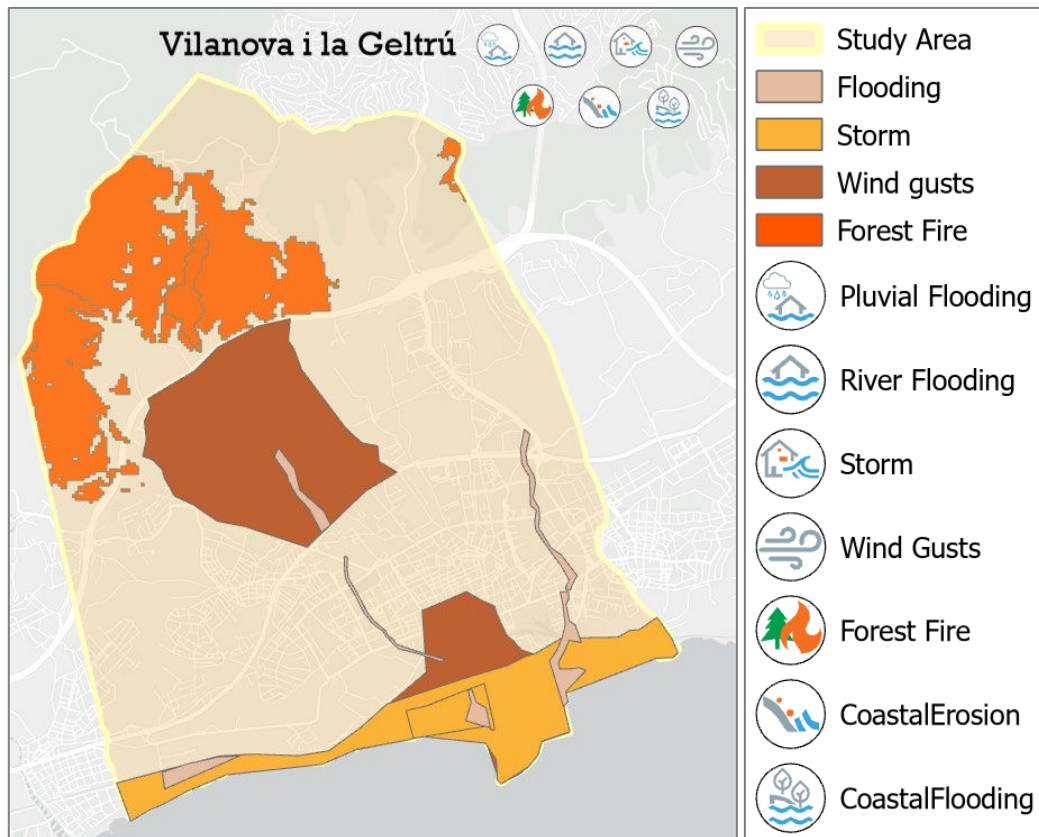 Vilanova i la Geltrú
Study Area
Flooding
Storm
Wind gusts
Forest Fire
Pluvial Flooding
River Flooding
Storm
Wind Gusts
Forest Fire
CoastalErosion
CoastalFlooding